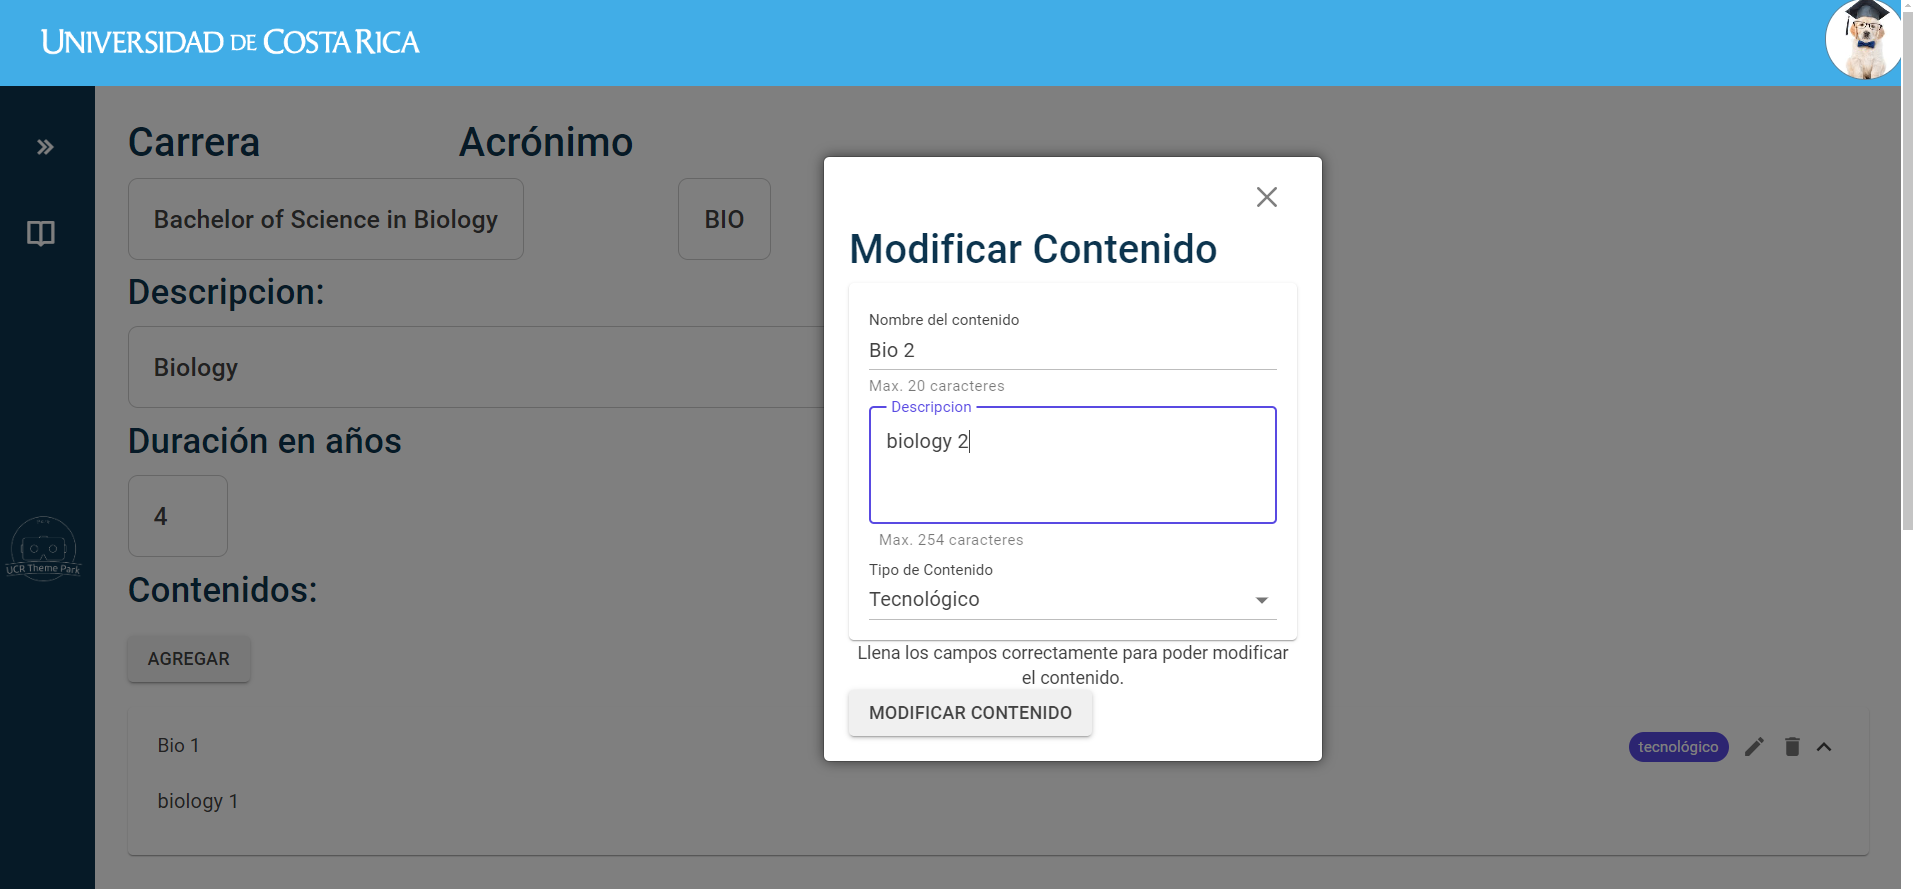 UNIVERSIDAD DE COSTA RICA
Carrera
Acrónimo
Bachelor of Science in Biology
BIO
Descripcion:
Biology
Duración en años
4
UCR Theme Park
Contenidos:
AGREGAR
Bio 1
tecnológico
biology 1
Modificar Contenido
Nombre del contenido
Bio 2
Max. 20 caracteres
Descripcion
biology 2
Max. 254 caracteres
Tipo de Contenido
Tecnológico
Llena los campos correctamente para poder modificar
el contenido.
MODIFICAR CONTENIDO